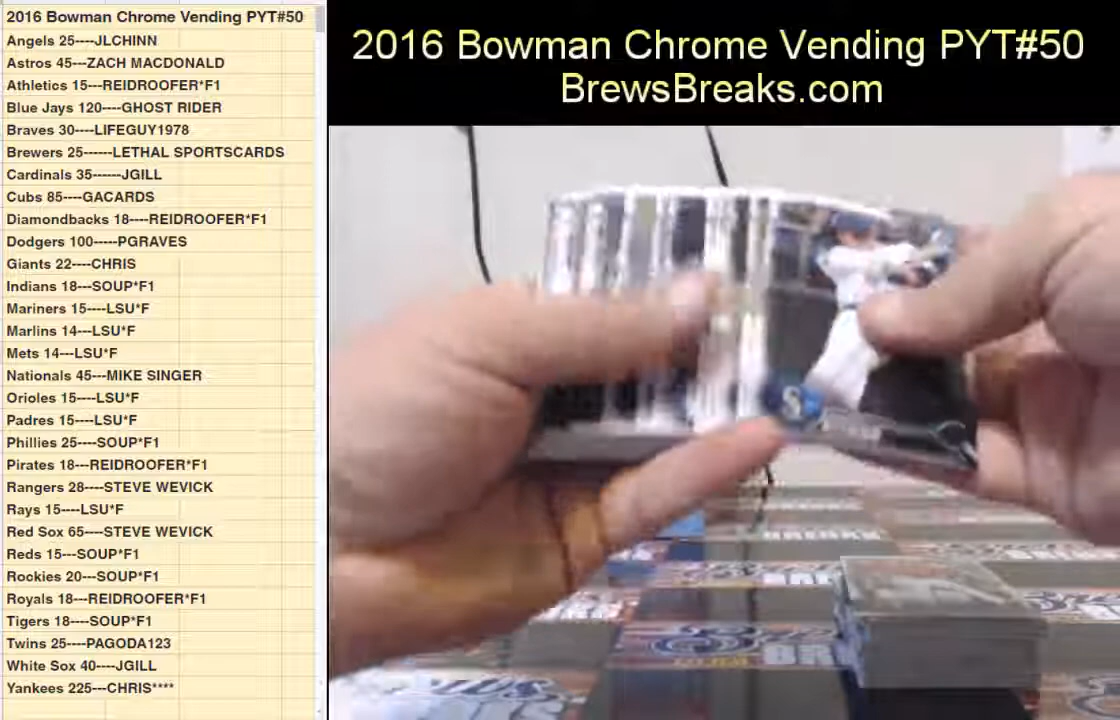 2016 Bowman Chrome Vending PYT#50
Angels 25----JLCHINN
Astros 45---ZACH MACDONALD
Athletics 15---REIDROOFER*F1
Blue Jays 120----GHOST RIDER
Braves 30----LIFEGUY1978
Brewers 25------LETHAL SPORTSCARDS
Cardinals 35------JGILL
Cubs 85----GACARDS
Diamondbacks 18----REIDROOFER*F1
Dodgers 100-----PGRAVES
Giants 22----CHRIS
Indians 18---SOUP*F1
Mariners 15----LSU*F
Marlins 14---LSU*F
Mets 14---LSU*F
Nationals 45---MIKE SINGER
Orioles 15----LSU*F
Padres 15----LSU*F
Phillies 25----SOUP*F1
Pirates 18---REIDROOFER*F1
Rangers 28----STEVE WEVICK
Rays 15----LSU*F
Red Sox 65----STEVE WEVICK
Reds 15---SOUP*F1
Rockies 20---SOUP*F1
Royals 18---REIDROOFER*F1
Tigers 18----SOUP*F1
Twins 25----PAGODA123
White Sox 40----JGILL
Yankees 225---CHRIS****
2016 Bowman Chrome Vending PYT#50
BrewsBreaks.com